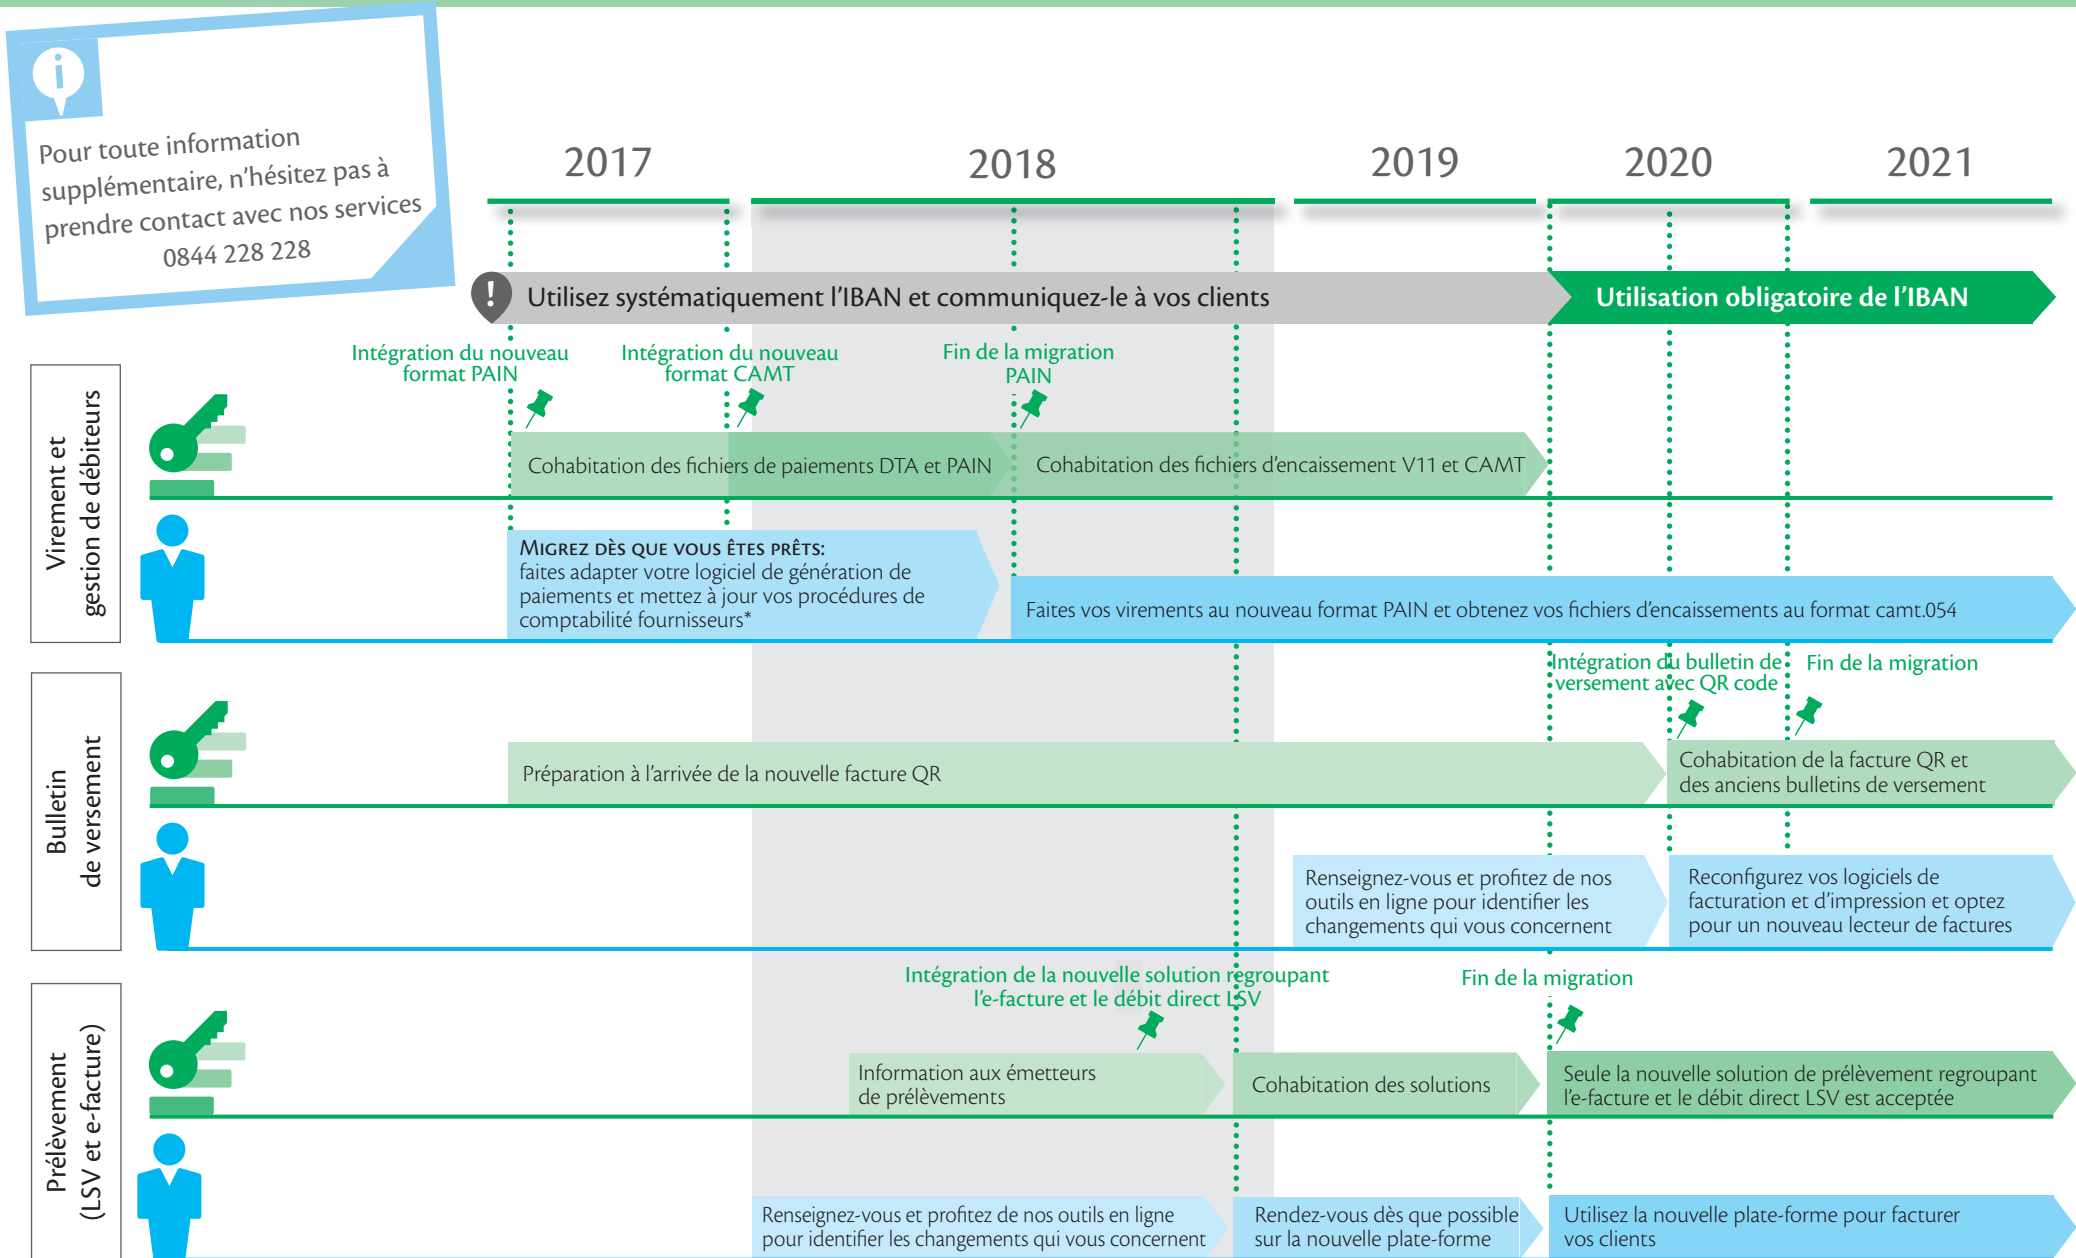 i
Pour toute information
supplémentaire, n'hésitez pas à
prendre contact avec nos services
0844 228 228
2017
2018
2019
2020
2021
!
Utilisez systématiquement l'IBAN et communiquez-le à vos clients
Utilisation obligatoire de l'IBAN
Virement et
gestion de débiteurs
Intégration du nouveau
format PAIN
Intégration du nouveau
format CAMT
Fin de la migration
PAIN
Cohabitation des fichiers de paiements DTA et PAIN
Cohabitation des fichiers d'encaissement V11 et CAMT
MIGREZ DÈS QUE VOUS ÊTES PRÊTS:
faites adapter votre logiciel de génération de
paiements et mettez à jour vos procédures de
comptabilité fournisseurs*
Faites vos virements au nouveau format PAIN et obtenez vos fichiers d'encaissements au format camt.054
Bulletin
de versement
Intégration du bulletin de
versement avec QR code
Fin de la migration
Préparation à l'arrivée de la nouvelle facture QR
Cohabitation de la facture QR et
des anciens bulletins de versement
Renseignez-vous et profitez de nos
outils en ligne pour identifier les
changements qui vous concernent
Reconfigurez vos logiciels de
facturation et d'impression et optez
pour un nouveau lecteur de factures
Prélèvement
(LSV et e-facture)
Intégration de la nouvelle solution regroupant
l'e-facture et le débit direct LSV
Fin de la migration
Information aux émetteurs
de prélèvements
Cohabitation des solutions
Seule la nouvelle solution de prélèvement regroupant
l'e-facture et le débit direct LSV est acceptée
Renseignez-vous et profitez de nos outils en ligne
pour identifier les changements qui vous concernent
Rendez-vous dès que possible
sur la nouvelle plate-forme
Utilisez la nouvelle plate-forme pour facturer
vos clients